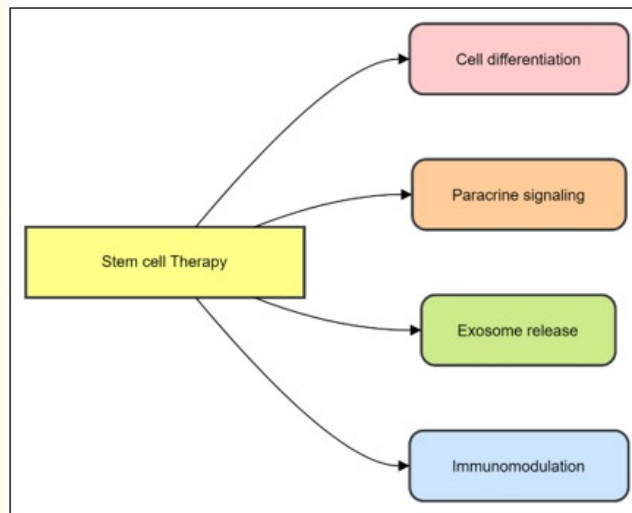 Cell differentiation
Paracrine signaling
Stem cell Therapy
Exosome release
Immunomodulation